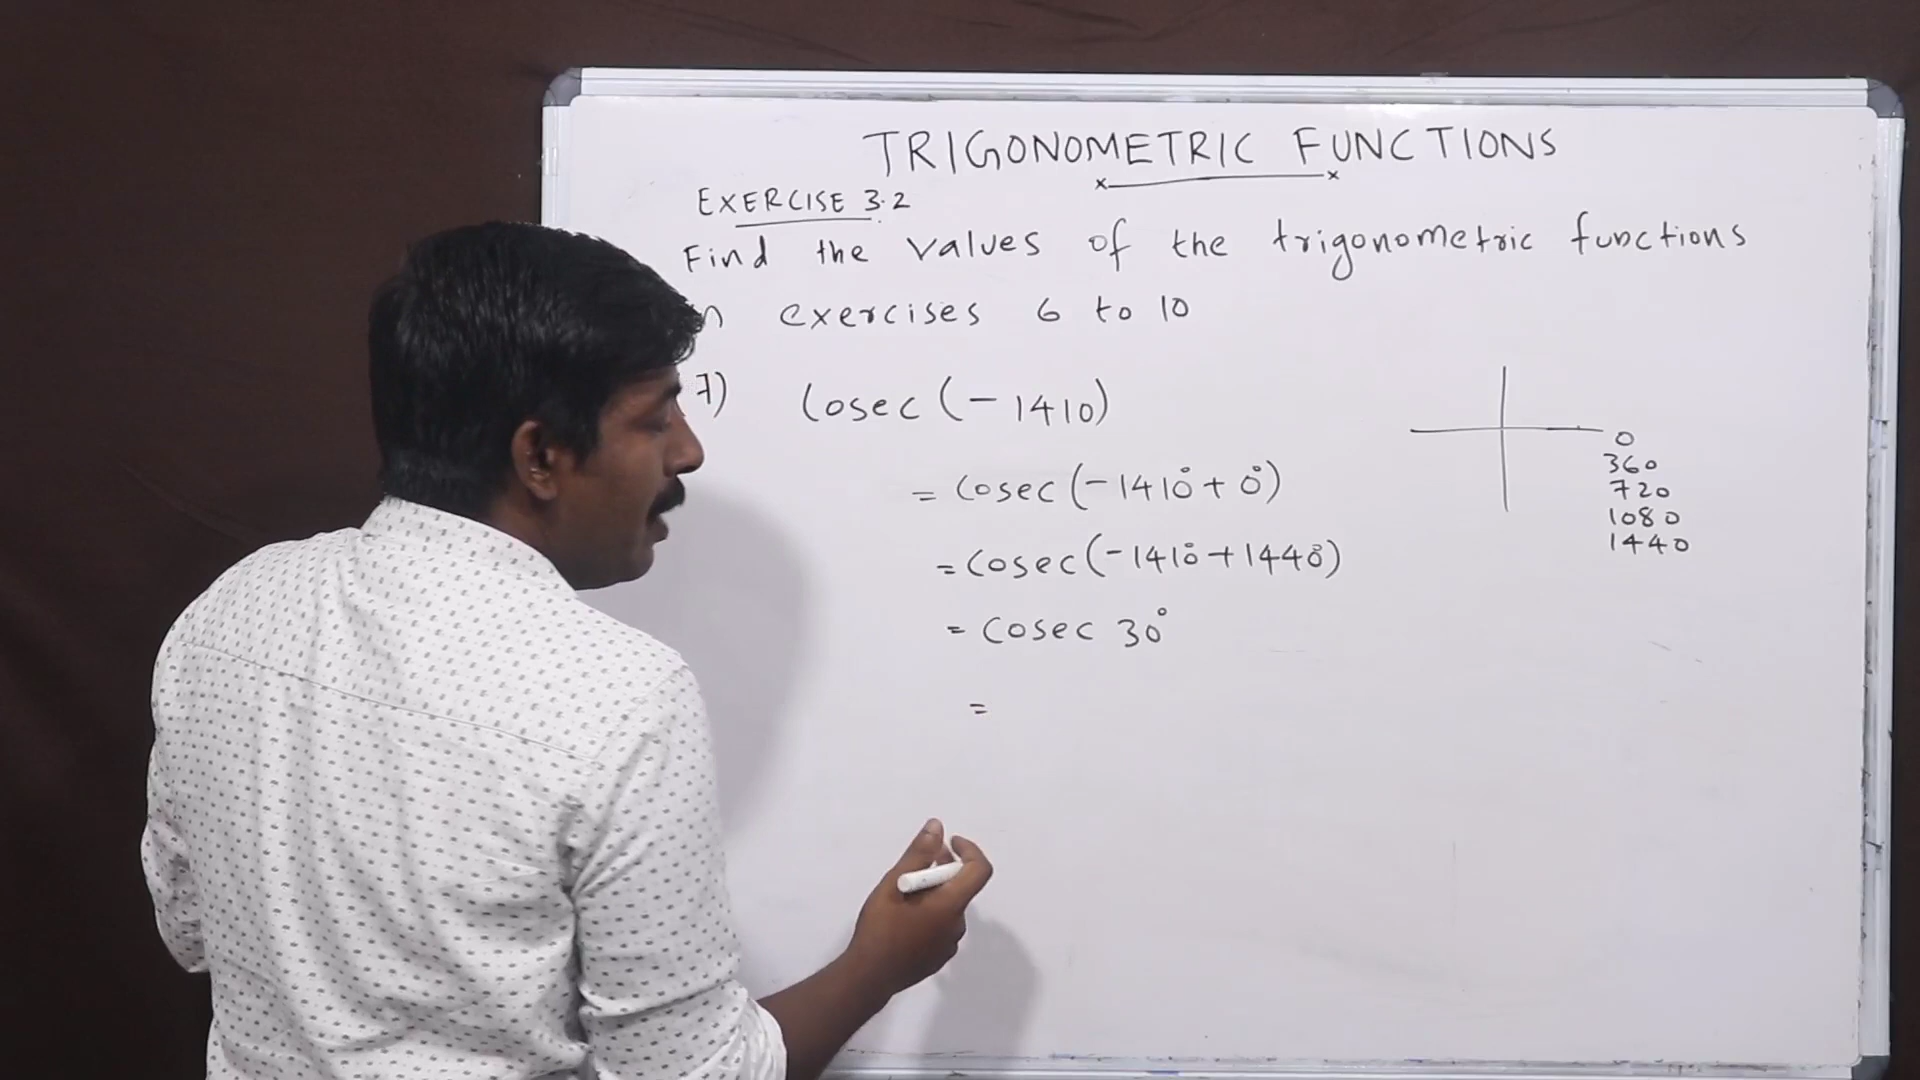 TRIGONOMETRIC FUNCTIONS
EXERCISE 3.2
Find the values of the trigonometric functions
n exercises 6 to 10
7) Cosec (-1410)
= Cosec (-1410° + 0°)
= Cosec (-1410° + 1440°)
= Cosec 30°
=
0
360
720
1080
1440